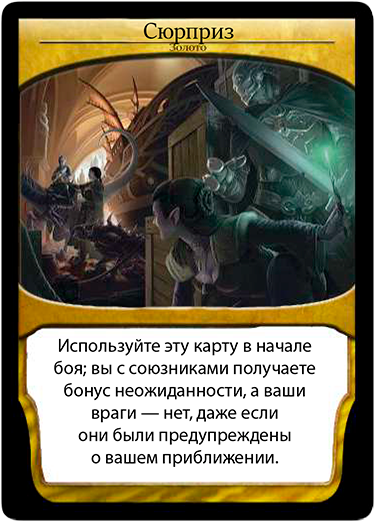 Сюрприз
Золото
Используйте эту карту в начале
боя; вы с союзниками получаете
бонус неожиданности, а ваши
враги — нет, даже если
они были предупреждены
о вашем приближении.